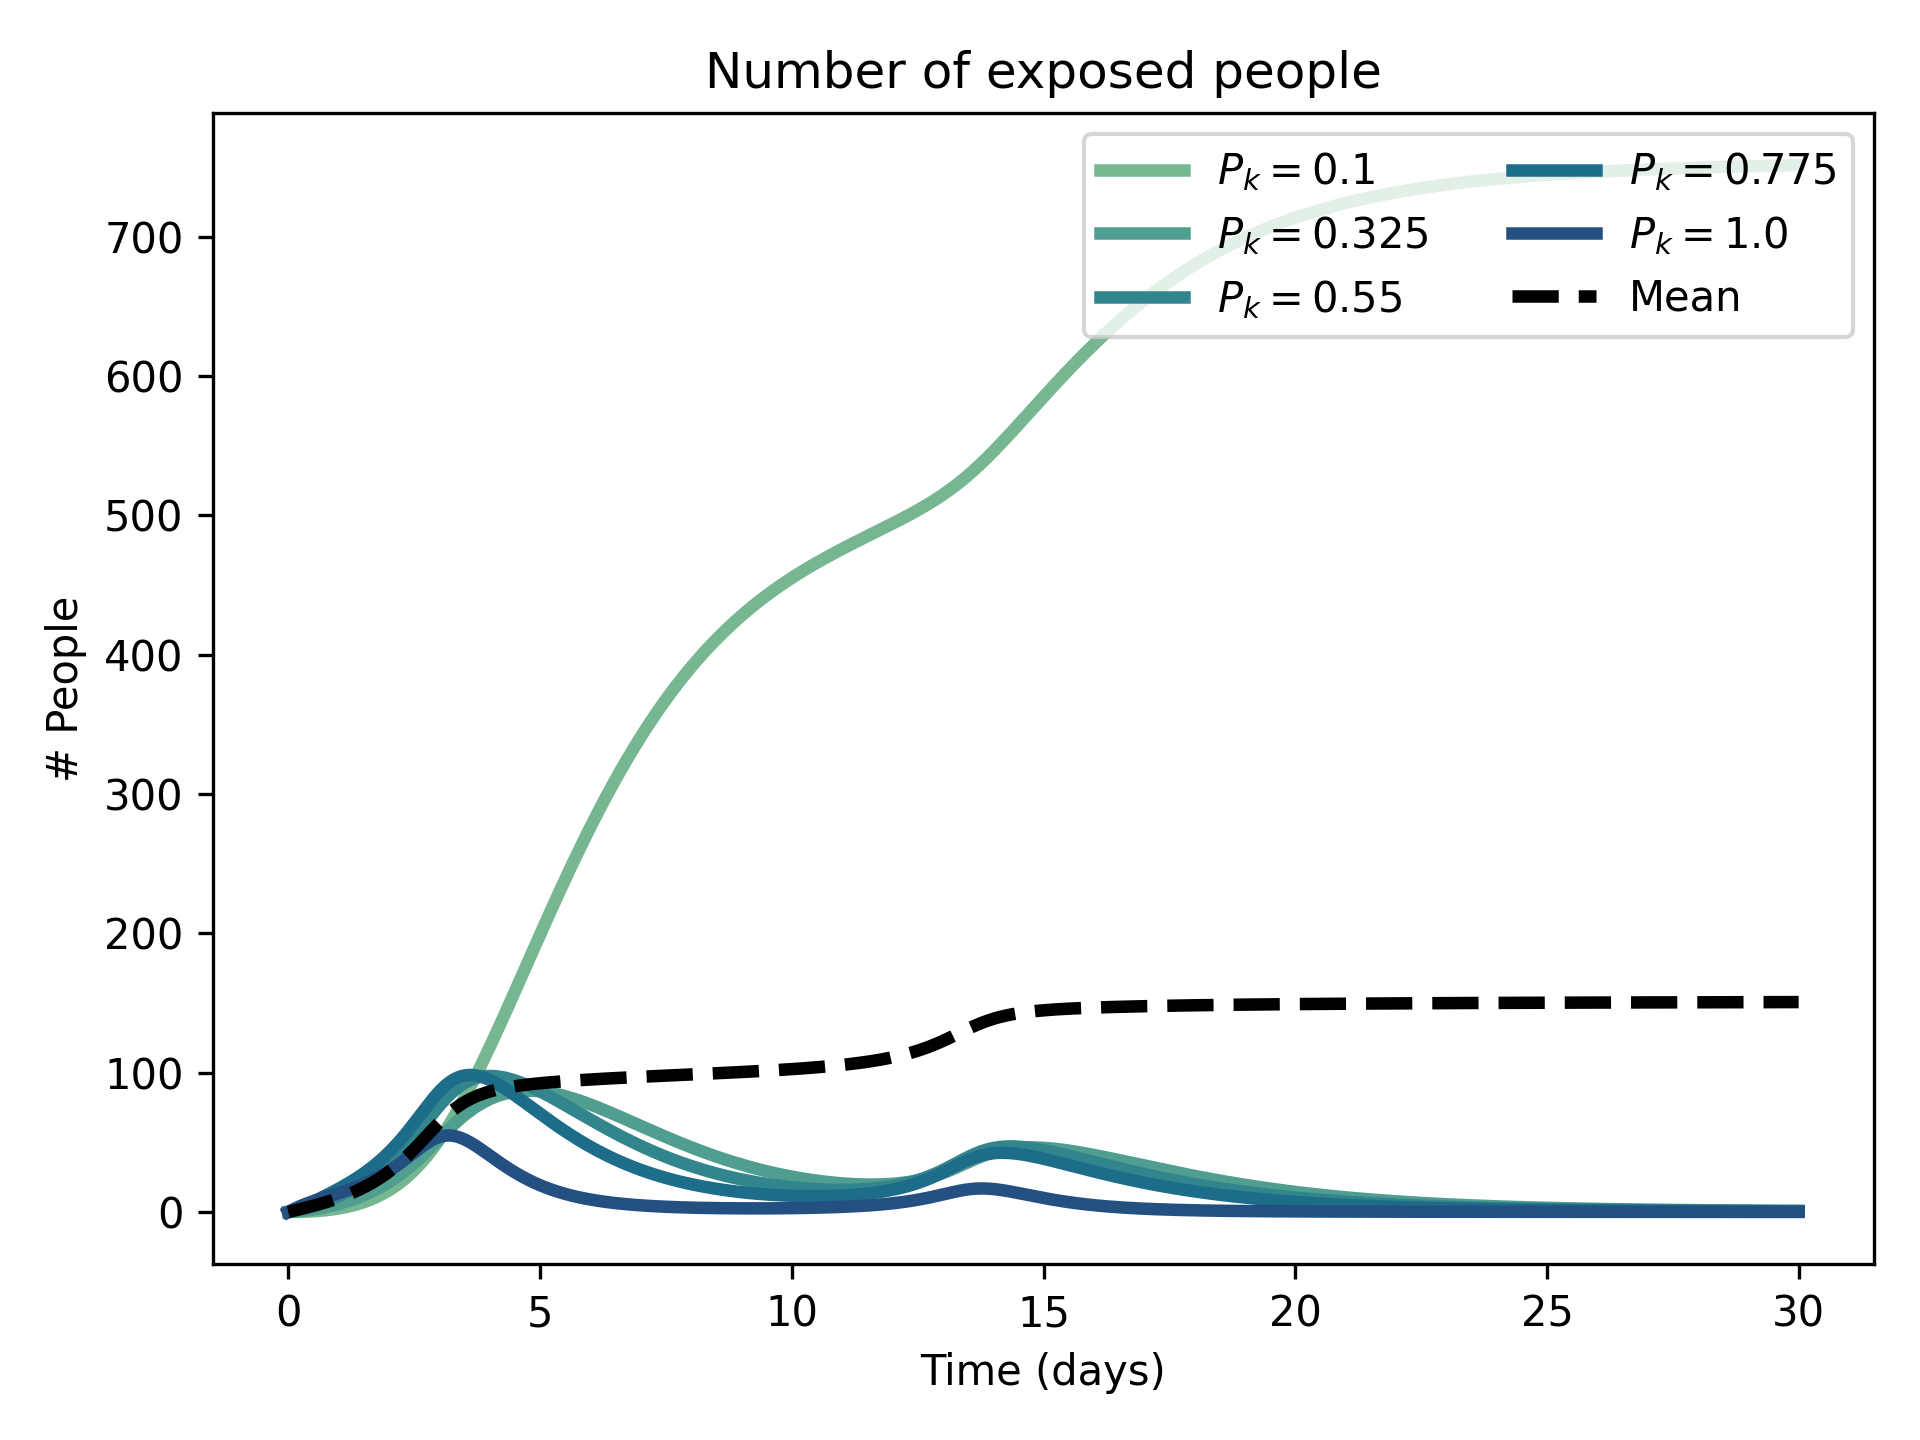 Number of exposed people
P_k = 0.1
P_k = 0.325
P_k = 0.55
P_k = 0.775
P_k = 1.0
Mean
# People
700
600
500
400
300
200
100
0
0 5 10 15 20 25 30
Time (days)